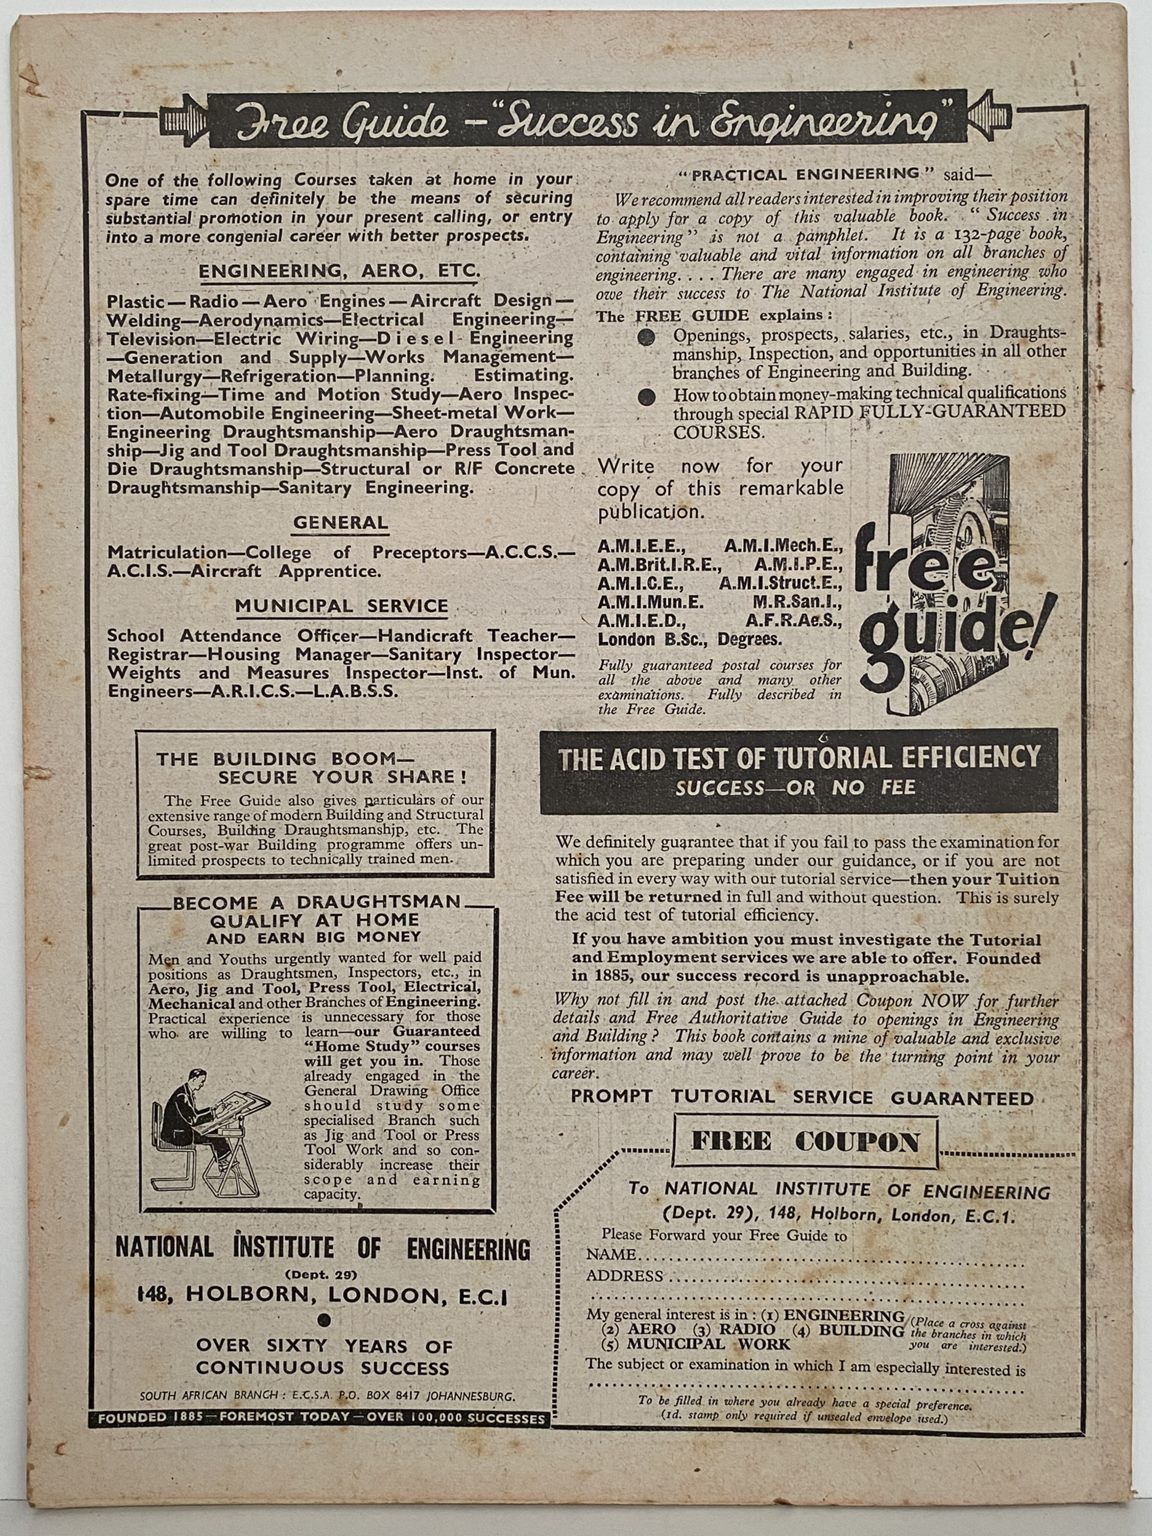 Free Guide – "Success in Engineering"
One of the following Courses taken at home in your
spare time can definitely be the means of securing
substantial promotion in your present calling, or entry
into a more congenial career with better prospects.
ENGINEERING, AERO, ETC.
Plastic—Radio—Aero Engines—Aircraft Design—
Welding—Aerodynamics—Electrical Engineering—
Television—Electric Wiring—Diesel Engineering
—Generation and Supply—Works Management—
Metallurgy—Refrigeration—Planning. Estimating.
Rate-fixing—Time and Motion Study—Aero Inspec-
tion—Automobile Engineering—Sheet-metal Work—
Engineering Draughtsmanship—Aero Draughtsman-
ship—Jig and Tool Draughtsmanship—Press Tool and
Die Draughtsmanship—Structural or R/F Concrete
Draughtsmanship—Sanitary Engineering.
GENERAL
Matriculation—College of Preceptors—A.C.C.S.—
A.C.I.S.—Aircraft Apprentice.
MUNICIPAL SERVICE
School Attendance Officer—Handicraft Teacher—
Registrar—Housing Manager—Sanitary Inspector—
Weights and Measures Inspector—Inst. of Mun.
Engineers—A.R.I.C.S.—L.A.B.S.S.
THE BUILDING BOOM—
SECURE YOUR SHARE!
The Free Guide also gives particulars of our
extensive range of modern Building and Structural
Courses, Building Draughtsmanship, etc. The
great post-war Building programme offers un-
limited prospects to technically trained men.
BECOME A DRAUGHTSMAN
QUALIFY AT HOME
AND EARN BIG MONEY
Men and Youths urgently wanted for well paid
positions as Draughtsmen, Inspectors, etc., in
Aero, Jig and Tool, Press Tool, Electrical,
Mechanical and other Branches of Engineering.
Practical experience is unnecessary for those
who are willing to learn—our Guaranteed
"Home Study" courses
will get you in. Those
already engaged in the
General Drawing Office
should study some
specialised Branch such
as Jig and Tool or Press
Tool Work and so con-
siderably increase their
scope and earning
capacity.
NATIONAL INSTITUTE OF ENGINEERING
(Dept. 29)
148, HOLBORN, LONDON, E.C.1
OVER SIXTY YEARS OF
CONTINUOUS SUCCESS
SOUTH AFRICAN BRANCH : E.C.S.A. P.O. BOX 8417 JOHANNESBURG.
FOUNDED 1885—FOREMOST TODAY—OVER 100,000 SUCCESSES
"PRACTICAL ENGINEERING" said—
We recommend all readers interested in improving their position
to apply for a copy of this valuable book. "Success in
Engineering" is not a pamphlet. It is a 132-page book,
containing valuable and vital information on all branches of
engineering. . . . There are many engaged in engineering who
owe their success to The National Institute of Engineering.
The FREE GUIDE explains:
● Openings, prospects, salaries, etc., in Draughts-
manship, Inspection, and opportunities in all other
branches of Engineering and Building.
● How to obtain money-making technical qualifications
through special RAPID FULLY-GUARANTEED
COURSES.
Write now for your
copy of this remarkable
publication.
A.M.I.E.E., A.M.I.Mech.E.,
A.M.Brit.I.R.E., A.M.I.P.E.,
A.M.I.C.E., A.M.I.Struct.E.,
A.M.I.Mun.E. M.R.San.I.,
A.M.I.E.D., A.F.R.Ae.S.,
London B.Sc., Degrees.
Fully guaranteed postal courses for
all the above and many other
examinations. Fully described in
the Free Guide.
free
guide!
THE ACID TEST OF TUTORIAL EFFICIENCY
SUCCESS—OR NO FEE
We definitely guarantee that if you fail to pass the examination for
which you are preparing under our guidance, or if you are not
satisfied in every way with our tutorial service—then your Tuition
Fee will be returned in full and without question. This is surely
the acid test of tutorial efficiency.
If you have ambition you must investigate the Tutorial
and Employment services we are able to offer. Founded
in 1885, our success record is unapproachable.
Why not fill in and post the attached Coupon NOW for further
details and Free Authoritative Guide to openings in Engineering
and Building? This book contains a mine of valuable and exclusive
information and may well prove to be the turning point in your
career.
PROMPT TUTORIAL SERVICE GUARANTEED
FREE COUPON
To NATIONAL INSTITUTE OF ENGINEERING
(Dept. 29), 148, Holborn, London, E.C.1.
Please Forward your Free Guide to
NAME
ADDRESS
My general interest is in : (1) ENGINEERING (Place a cross against
(2) AERO (3) RADIO (4) BUILDING the branches in which
(5) MUNICIPAL WORK you are interested.)
The subject or examination in which I am especially interested is
To be filled in where you already have a special preference.
(1d. stamp only required if unsealed envelope used.)